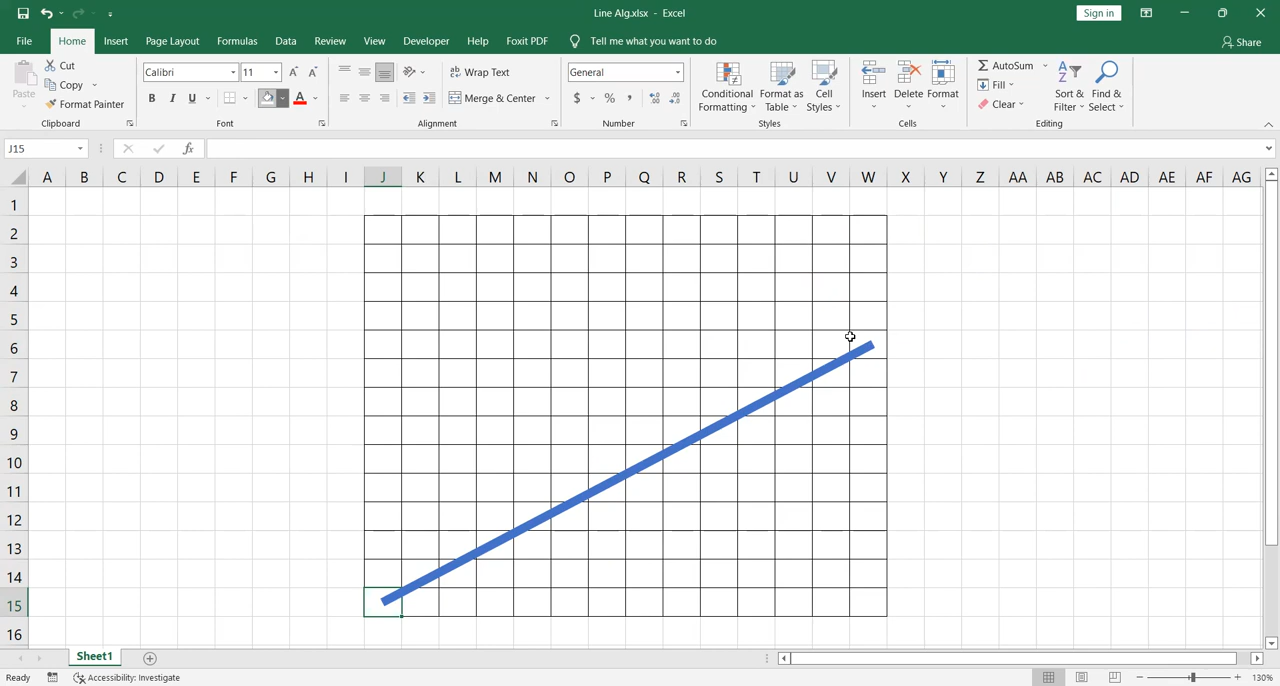 Line Alg.xlsx - Excel
Sign in
File Home Insert Page Layout Formulas Data Review View Developer Help Foxit PDF Tell me what you want to do Share
Paste
Cut
Copy
Format Painter
Clipboard
Calibri 11
B I U
Font
Wrap Text
Merge & Center
Alignment
General
$ % ,
Number
Conditional Formatting
Format as Table
Cell Styles
Styles
Insert Delete Format
Cells
AutoSum
Fill
Clear
Sort & Filter
Find & Select
Editing
J15 fx
A B C D E F G H I J K L M N O P Q R S T U V W X Y Z AA AB AC AD AE AF AG
1
2
3
4
5
6
7
8
9
10
11
12
13
14
15
16
Sheet1
Ready Accessibility: Investigate 130%